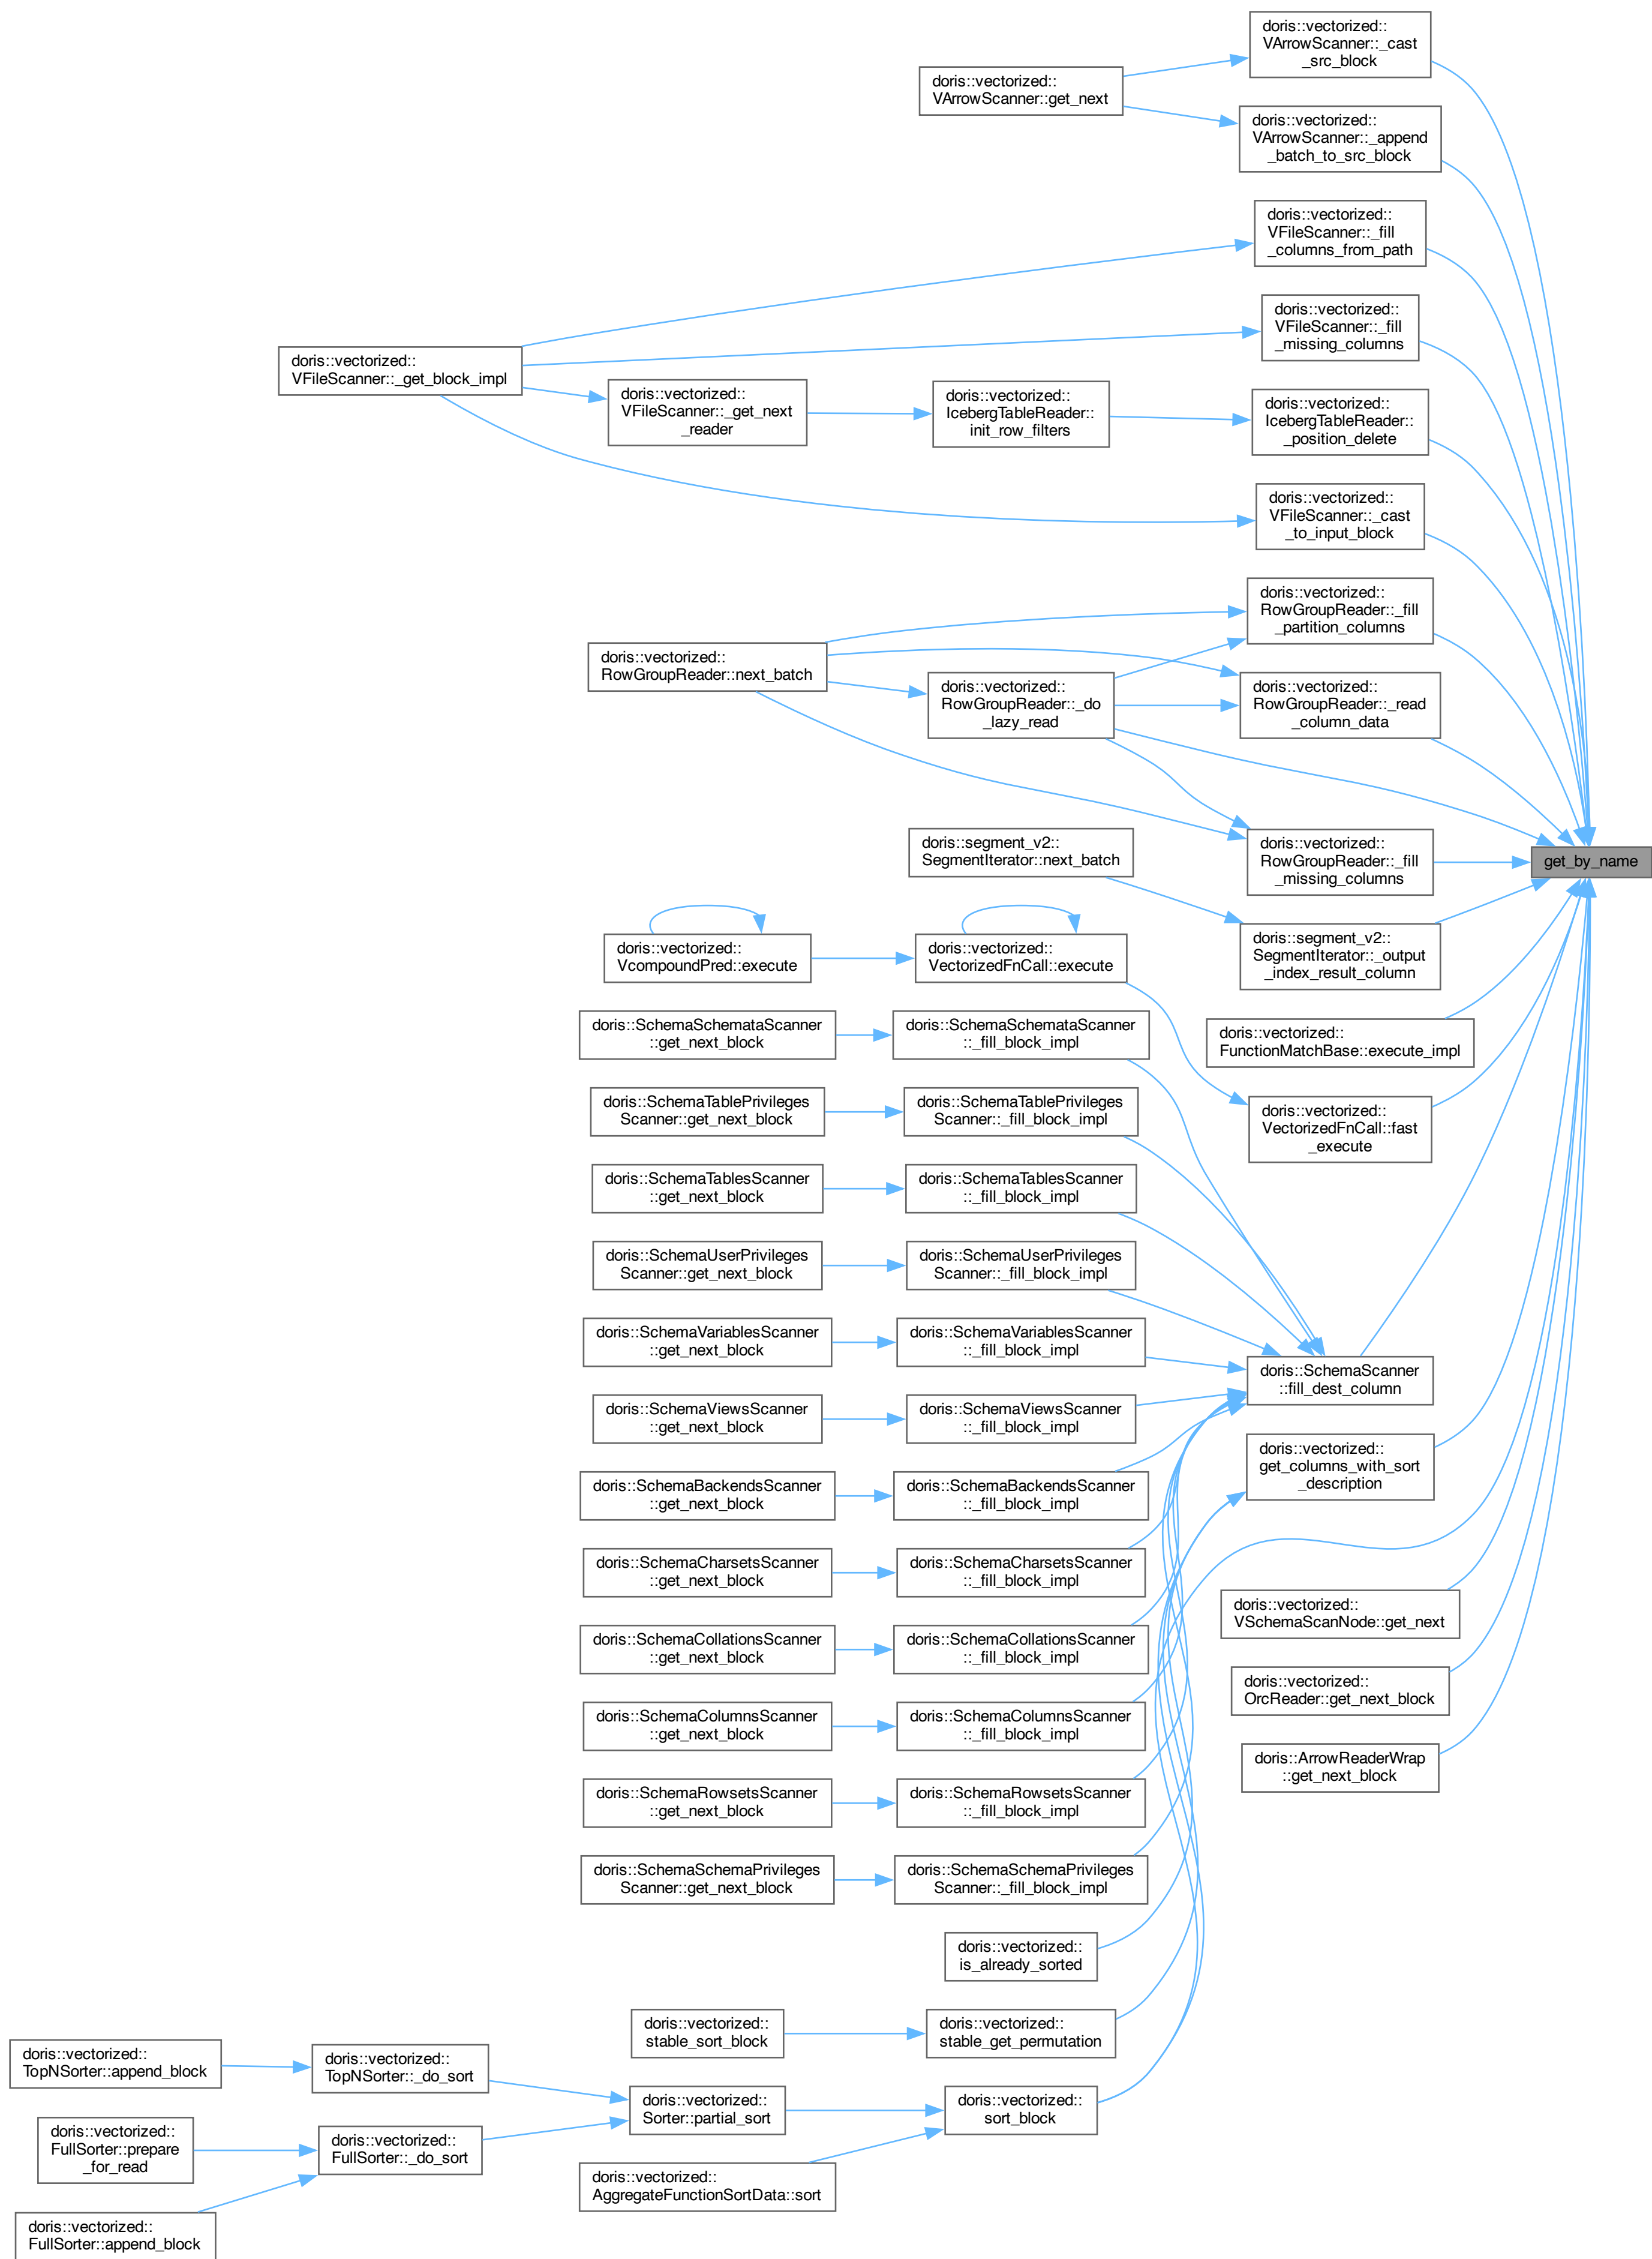 doris::vectorized::
VArrowScanner::_cast
_src_block
doris::vectorized::
VArrowScanner::get_next
doris::vectorized::
VArrowScanner::_append
_batch_to_src_block
doris::vectorized::
VFileScanner::_fill
_columns_from_path
doris::vectorized::
VFileScanner::_fill
_missing_columns
doris::vectorized::
VFileScanner::_get_block_impl
doris::vectorized::
VFileScanner::_get_next
_reader
doris::vectorized::
IcebergTableReader::
init_row_filters
doris::vectorized::
IcebergTableReader::
_position_delete
doris::vectorized::
VFileScanner::_cast
_to_input_block
doris::vectorized::
RowGroupReader::_fill
_partition_columns
doris::vectorized::
RowGroupReader::next_batch
doris::vectorized::
RowGroupReader::_do
_lazy_read
doris::vectorized::
RowGroupReader::_read
_column_data
doris::segment_v2::
SegmentIterator::next_batch
doris::vectorized::
RowGroupReader::_fill
_missing_columns
get_by_name
doris::vectorized::
VcompoundPred::execute
doris::vectorized::
VectorizedFnCall::execute
doris::segment_v2::
SegmentIterator::_output
_index_result_column
doris::SchemaSchemataScanner
::get_next_block
doris::SchemaSchemataScanner
::_fill_block_impl
doris::vectorized::
FunctionMatchBase::execute_impl
doris::SchemaTablePrivileges
Scanner::get_next_block
doris::SchemaTablePrivileges
Scanner::_fill_block_impl
doris::vectorized::
VectorizedFnCall::fast
_execute
doris::SchemaTablesScanner
::get_next_block
doris::SchemaTablesScanner
::_fill_block_impl
doris::SchemaUserPrivileges
Scanner::get_next_block
doris::SchemaUserPrivileges
Scanner::_fill_block_impl
doris::SchemaVariablesScanner
::get_next_block
doris::SchemaVariablesScanner
::_fill_block_impl
doris::SchemaScanner
::fill_dest_column
doris::SchemaViewsScanner
::get_next_block
doris::SchemaViewsScanner
::_fill_block_impl
doris::vectorized::
get_columns_with_sort
_description
doris::SchemaBackendsScanner
::get_next_block
doris::SchemaBackendsScanner
::_fill_block_impl
doris::SchemaCharsetsScanner
::get_next_block
doris::SchemaCharsetsScanner
::_fill_block_impl
doris::vectorized::
VSchemaScanNode::get_next
doris::SchemaCollationsScanner
::get_next_block
doris::SchemaCollationsScanner
::_fill_block_impl
doris::vectorized::
OrcReader::get_next_block
doris::SchemaColumnsScanner
::get_next_block
doris::SchemaColumnsScanner
::_fill_block_impl
doris::ArrowReaderWrap
::get_next_block
doris::SchemaRowsetsScanner
::get_next_block
doris::SchemaRowsetsScanner
::_fill_block_impl
doris::SchemaSchemaPrivileges
Scanner::get_next_block
doris::SchemaSchemaPrivileges
Scanner::_fill_block_impl
doris::vectorized::
is_already_sorted
doris::vectorized::
stable_sort_block
doris::vectorized::
stable_get_permutation
doris::vectorized::
TopNSorter::append_block
doris::vectorized::
TopNSorter::_do_sort
doris::vectorized::
Sorter::partial_sort
doris::vectorized::
sort_block
doris::vectorized::
FullSorter::prepare
_for_read
doris::vectorized::
FullSorter::_do_sort
doris::vectorized::
AggregateFunctionSortData::sort
doris::vectorized::
FullSorter::append_block